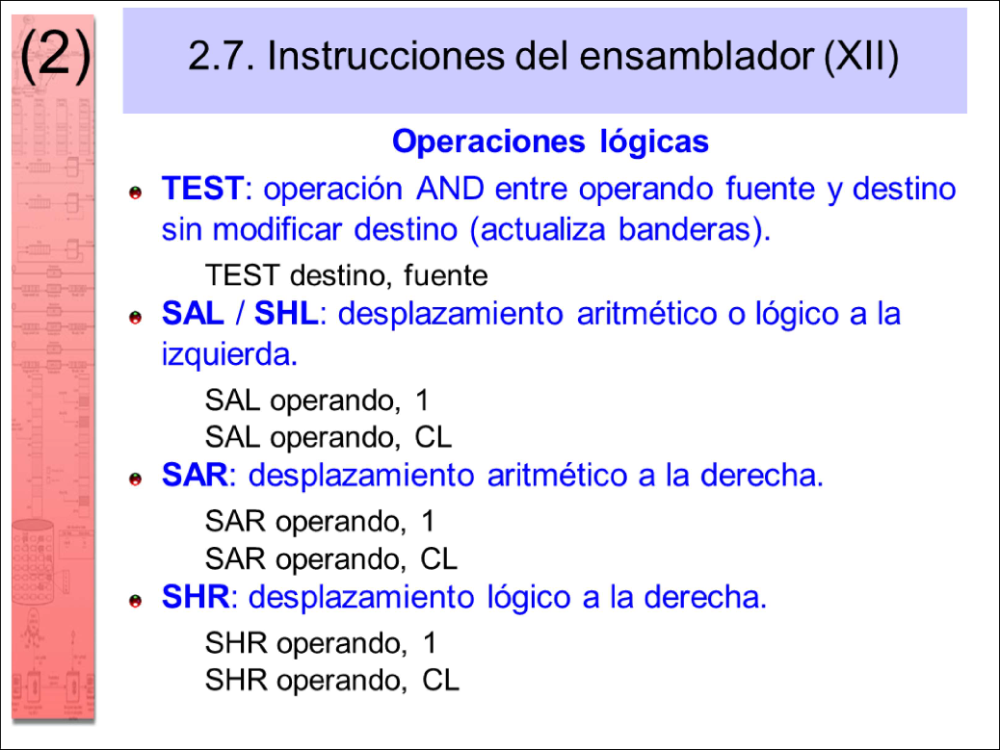 (2)
2.7. Instrucciones del ensamblador (XII)
Operaciones lógicas
TEST: operación AND entre operando fuente y destino
sin modificar destino (actualiza banderas).
TEST destino, fuente
SAL / SHL: desplazamiento aritmético o lógico a la
izquierda.
SAL operando, 1
SAL operando, CL
SAR: desplazamiento aritmético a la derecha.
SAR operando, 1
SAR operando, CL
SHR: desplazamiento lógico a la derecha.
SHR operando, 1
SHR operando, CL